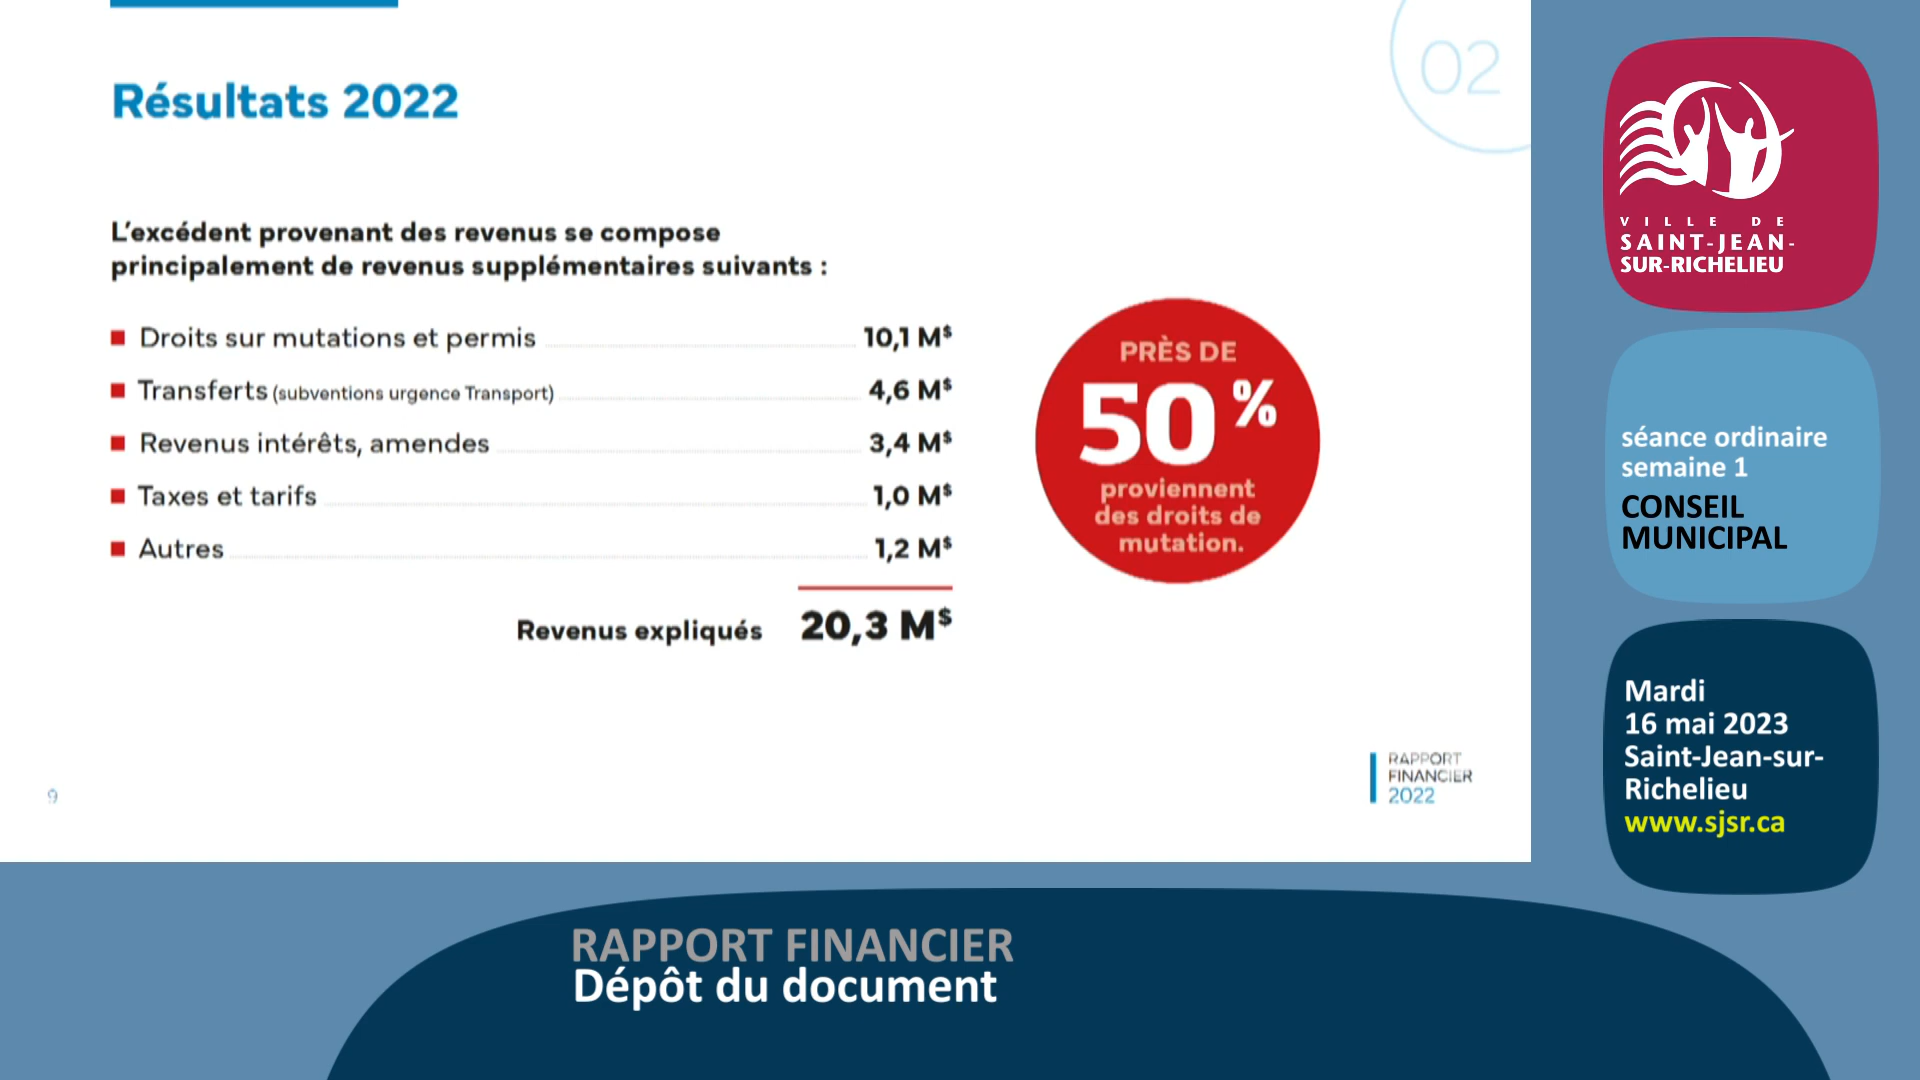 02
Résultats 2022
L'excédent provenant des revenus se compose
principalement de revenus supplémentaires suivants :
Droits sur mutations et permis 10,1 M$
Transferts (subventions urgence Transport) 4,6 M$
Revenus intérêts, amendes 3,4 M$
Taxes et tarifs 1,0 M$
Autres 1,2 M$
Revenus expliqués 20,3 M$
PRÈS DE
50 %
proviennent
des droits de
mutation.
9
RAPPORT
FINANCIER
2022
VILLE DE
SAINT-JEAN-
SUR-RICHELIEU
séance ordinaire
semaine 1
CONSEIL
MUNICIPAL
Mardi
16 mai 2023
Saint-Jean-sur-
Richelieu
www.sjsr.ca
RAPPORT FINANCIER
Dépôt du document